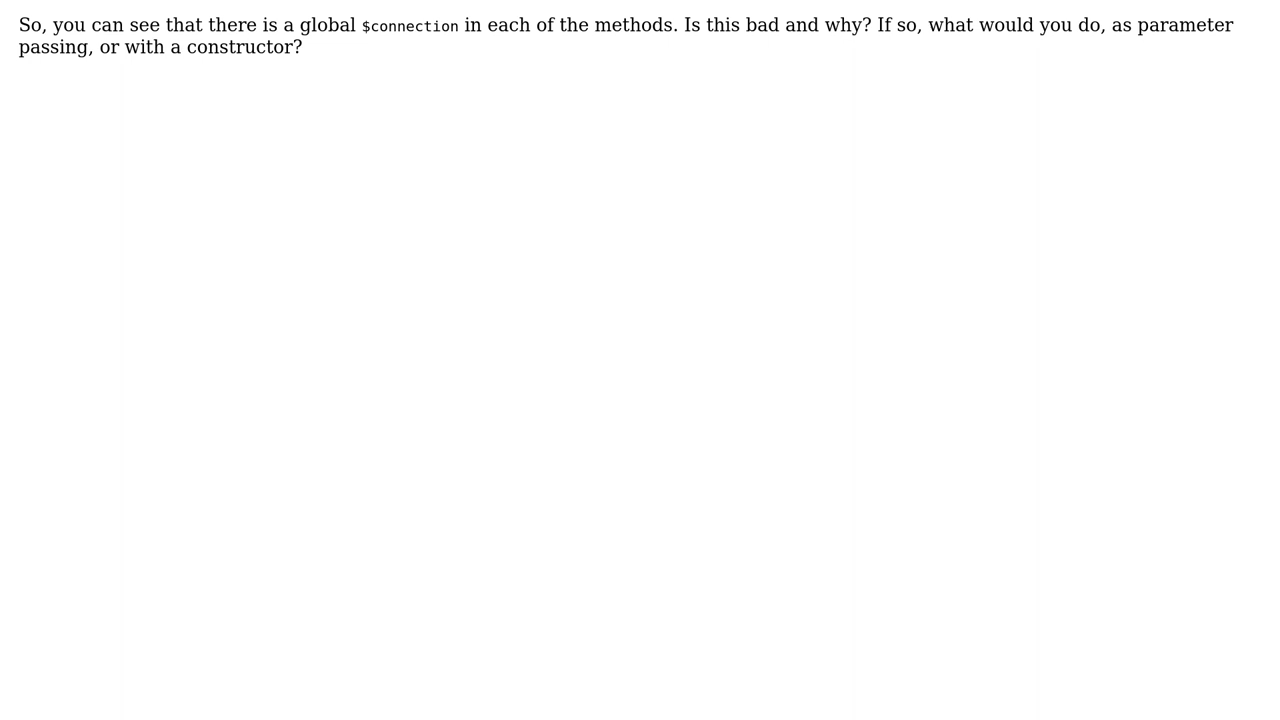 So, you can see that there is a global $connection in each of the methods. Is this bad and why? If so, what would you do, as parameter
passing, or with a constructor?